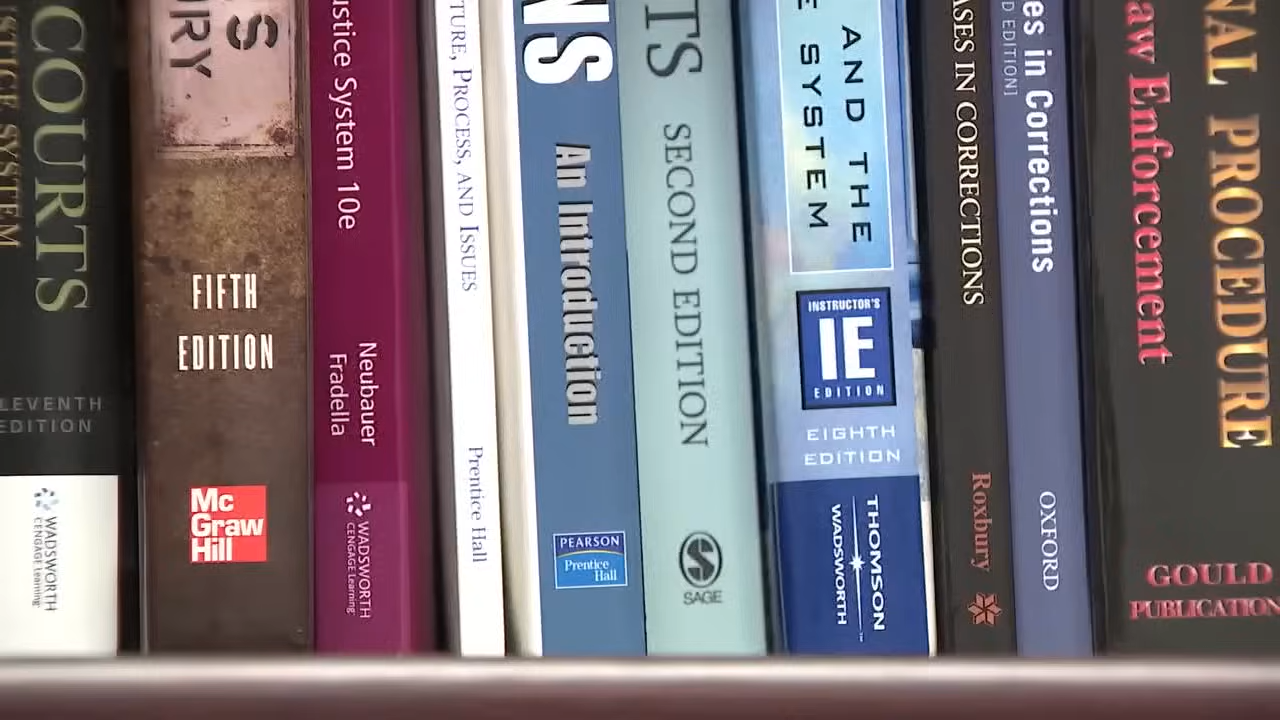 COURTS
STICE SYSTEM
LEVENTH
EDITION
WADSWORTH
CENGAGE Learning
S
URY
FIFTH
EDITION
Mc
Graw
Hill
ustice System 10e
Neubauer
Fradella
WADSWORTH
CENGAGE Learning
TURE, PROCESS, AND ISSUES
Prentice Hall
NS
An Introduction
PEARSON
Prentice
Hall
TS
SECOND EDITION
SAGE
AND THE
E SYSTEM
INSTRUCTOR'S
IE
EDITION
EIGHTH
EDITION
THOMSON
WADSWORTH
ASES IN CORRECTIONS
Roxbury
es in Corrections
D EDITION]
OXFORD
NAL PROCEDURE
aw Enforcement
GOULD
PUBLICATION